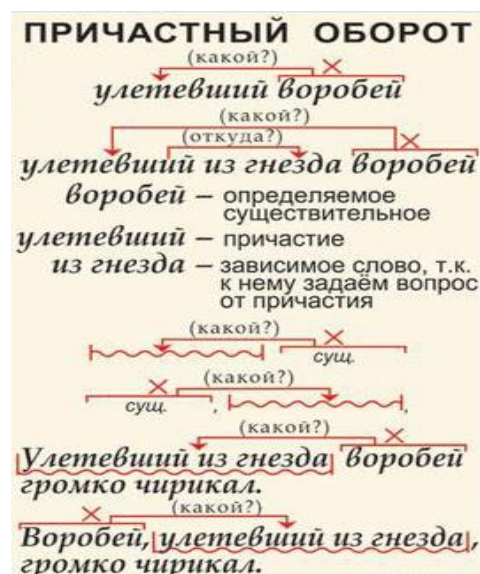 ПРИЧАСТНЫЙ ОБОРОТ
(какой?)
улетевший воробей
(какой?)
(откуда?)
улетевший из гнезда воробей
воробей – определяемое
существительное
улетевший – причастие
из гнезда – зависимое слово, т.к.
к нему задаём вопрос
от причастия
(какой?)
сущ.
(какой?)
сущ. , ,
(какой?)
Улетевший из гнезда воробей
громко чирикал.
(какой?)
Воробей, улетевший из гнезда,
громко чирикал.